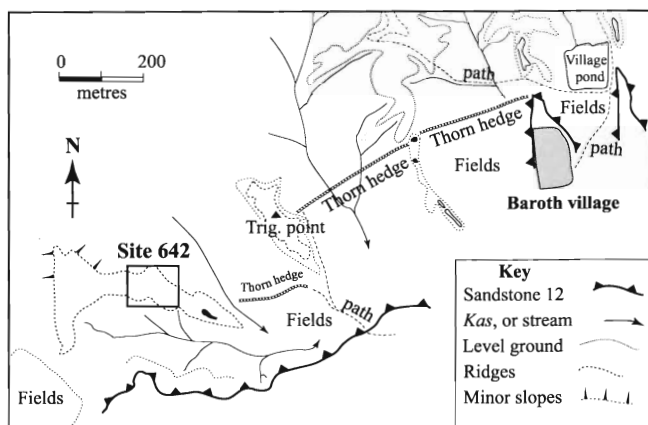 0 200
metres
N
path
Village
pond
Fields
Thorn hedge
Thorn hedge
Fields
path
Baroth village
Trig. point
Site 642
Thorn hedge
path
Fields
Fields
Key
Sandstone 12
Kas, or stream
Level ground
Ridges
Minor slopes